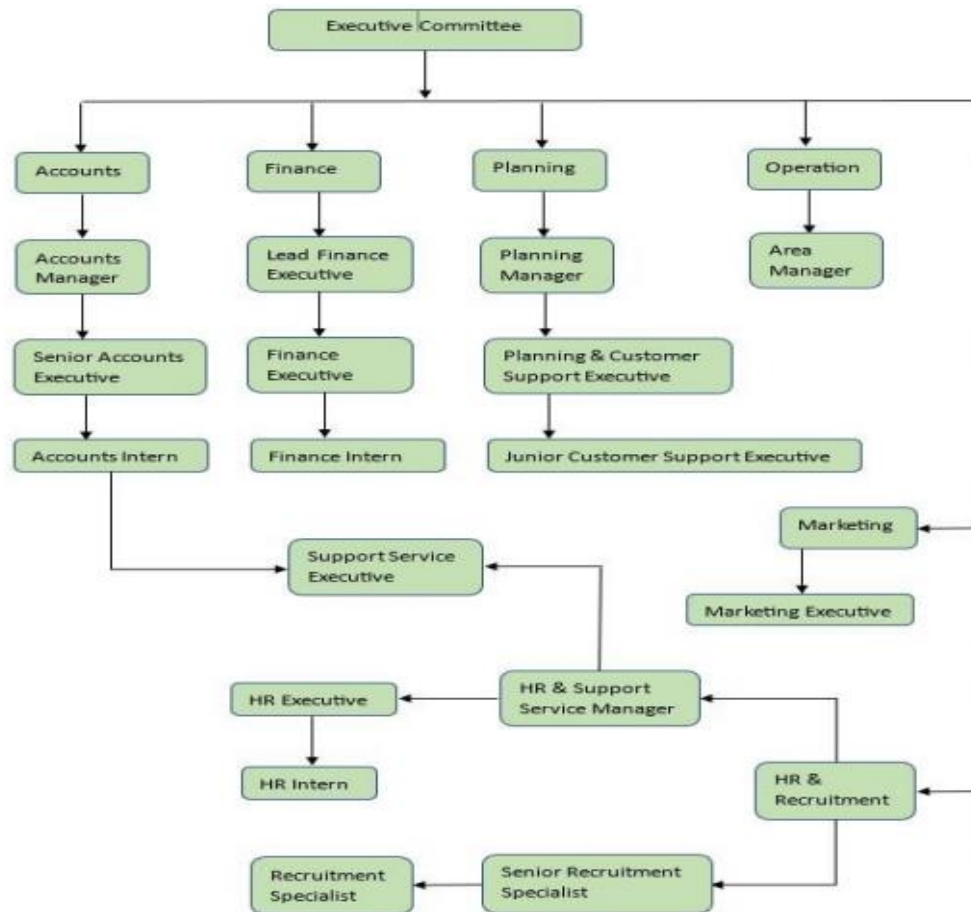 Executive Committee
Accounts
Finance
Planning
Operation
Accounts
Manager
Lead Finance
Executive
Planning
Manager
Area
Manager
Senior Accounts
Executive
Finance
Executive
Planning & Customer
Support Executive
Accounts Intern
Finance Intern
Junior Customer Support Executive
Marketing
Support Service
Executive
Marketing Executive
HR & Support
Service Manager
HR Executive
HR Intern
HR &
Recruitment
Senior Recruitment
Specialist
Recruitment
Specialist